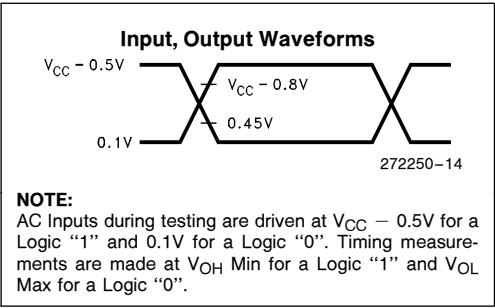 Input, Output Waveforms
V_CC − 0.5V
V_CC − 0.8V
0.45V
0.1V
272250–14
NOTE:
AC Inputs during testing are driven at V_CC − 0.5V for a
Logic “1” and 0.1V for a Logic “0”. Timing measure-
ments are made at V_OH Min for a Logic “1” and V_OL
Max for a Logic “0”.